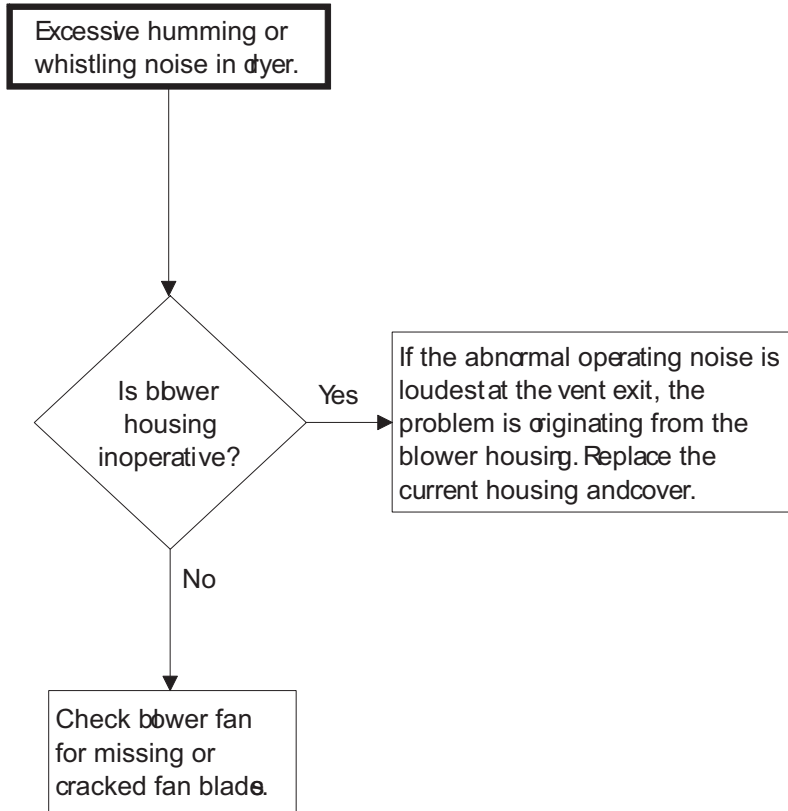 Excessive humming or
whistling noise in dryer.
Is blower
housing
inoperative?
Yes
If the abnormal operating noise is
loudest at the vent exit, the
problem is originating from the
blower housing. Replace the
current housing and cover.
No
Check blower fan
for missing or
cracked fan blades.